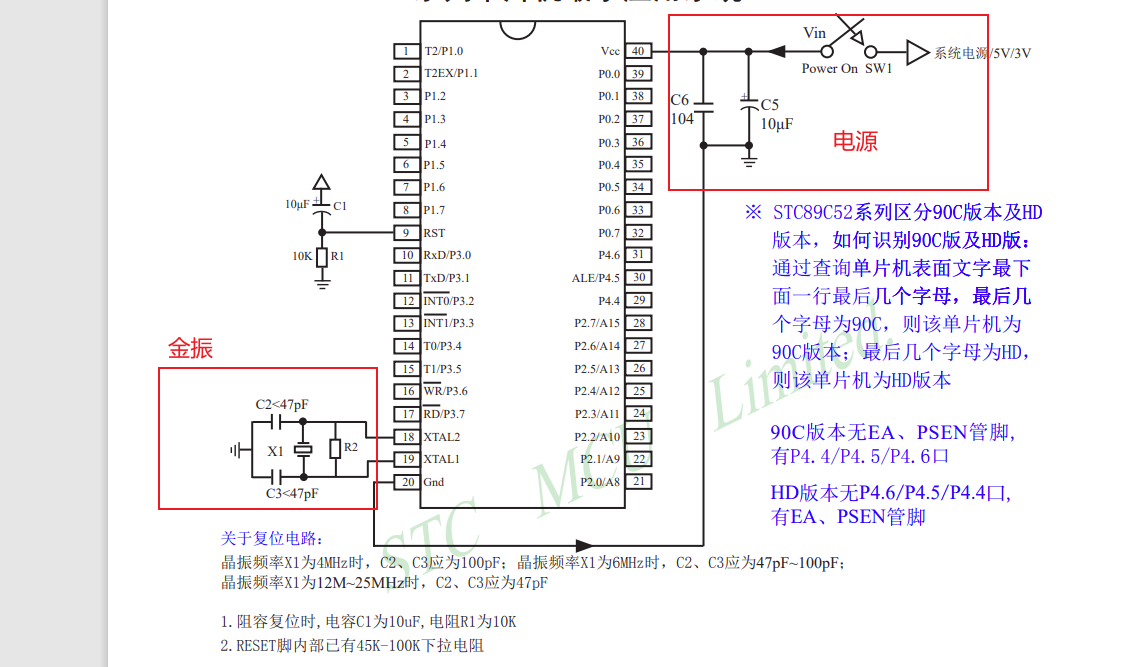 T2/P1.0
T2EX/P1.1
P1.2
P1.3
P1.4
P1.5
P1.6
P1.7
RST
RxD/P3.0
TxD/P3.1
INT0/P3.2
INT1/P3.3
T0/P3.4
T1/P3.5
WR/P3.6
RD/P3.7
XTAL2
XTAL1
Gnd
1
2
3
4
5
6
7
8
9
10
11
12
13
14
15
16
17
18
19
20
Vcc
P0.0
P0.1
P0.2
P0.3
P0.4
P0.5
P0.6
P0.7
P4.6
ALE/P4.5
P4.4
P2.7/A15
P2.6/A14
P2.5/A13
P2.4/A12
P2.3/A11
P2.2/A10
P2.1/A9
P2.0/A8
40
39
38
37
36
35
34
33
32
31
30
29
28
27
26
25
24
23
22
21
Vin
Power On SW1
系统电源/5V/3V
C6
104
+
C5
10μF
电源
10μF
+
C1
10K
R1
金振
C2<47pF
X1
R2
C3<47pF
※ STC89C52系列区分90C版本及HD
版本，如何识别90C版及HD版：
通过查询单片机表面文字最下
面一行最后几个字母，最后几
个字母为90C，则该单片机为
90C版本；最后几个字母为HD，
则该单片机为HD版本
90C版本无EA、PSEN管脚，
有P4.4/P4.5/P4.6口
HD版本无P4.6/P4.5/P4.4口，
有EA、PSEN管脚
STC MCU Limited.
关于复位电路：
晶振频率X1为4MHz时，C2、C3应为100pF；晶振频率X1为6MHz时，C2、C3应为47pF~100pF；
晶振频率X1为12M~25MHz时，C2、C3应为47pF
1.阻容复位时,电容C1为10uF,电阻R1为10K
2.RESET脚内部已有45K-100K下拉电阻